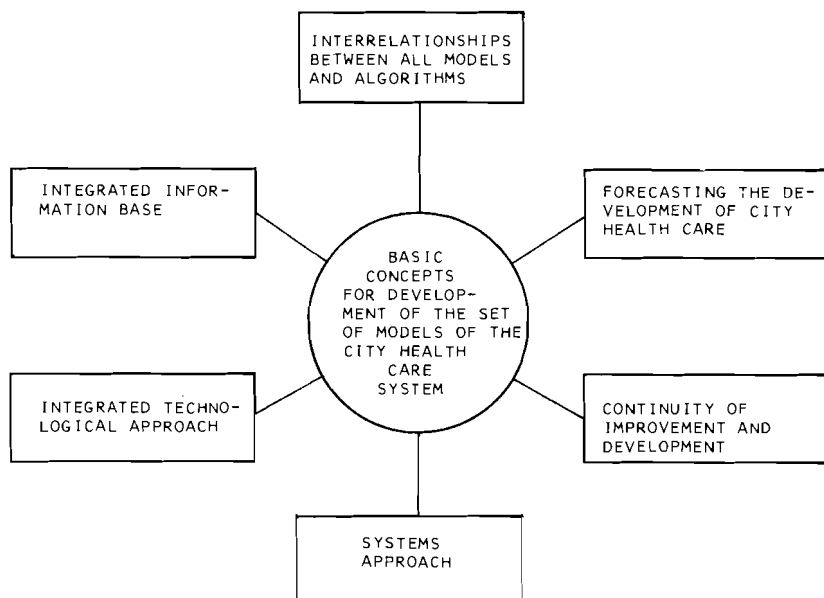 INTERRELATIONSHIPS
BETWEEN ALL MODELS
AND ALGORITHMS
INTEGRATED INFOR-
MATION BASE
FORECASTING THE DE-
VELOPMENT OF CITY
HEALTH CARE
BASIC
CONCEPTS
FOR DEVELOP-
MENT OF THE SET
OF MODELS OF THE
CITY HEALTH
CARE
SYSTEM
INTEGRATED TECHNO-
LOGICAL APPROACH
CONTINUITY OF
IMPROVEMENT AND
DEVELOPMENT
SYSTEMS
APPROACH